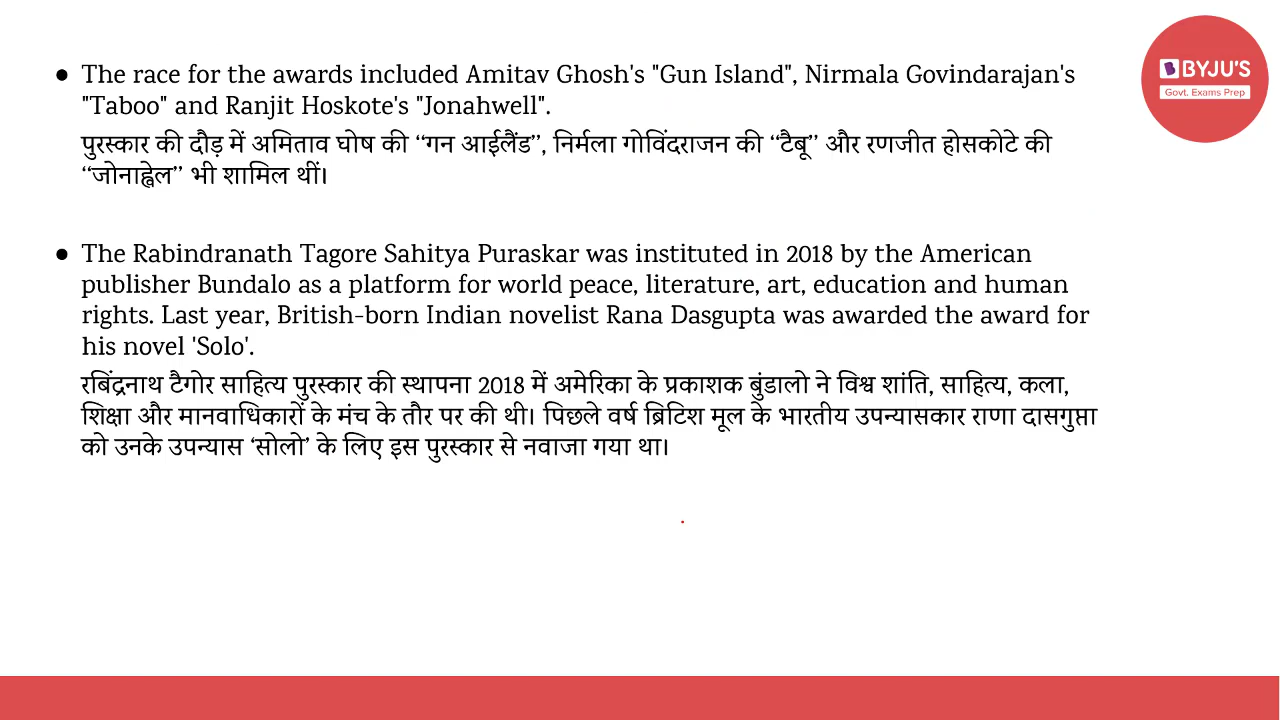 ● The race for the awards included Amitav Ghosh's "Gun Island", Nirmala Govindarajan's
"Taboo" and Ranjit Hoskote's "Jonahwell".
पुरस्कार की दौड़ में अमिताव घोष की ‘‘गन आईलैंड’’, निर्मला गोविंदराजन की ‘‘टैबू’’ और रणजीत होसकोटे की
‘‘जोनाह्वेल’’ भी शामिल थीं।
● The Rabindranath Tagore Sahitya Puraskar was instituted in 2018 by the American
publisher Bundalo as a platform for world peace, literature, art, education and human
rights. Last year, British-born Indian novelist Rana Dasgupta was awarded the award for
his novel 'Solo'.
रबिंद्रनाथ टैगोर साहित्य पुरस्कार की स्थापना 2018 में अमेरिका के प्रकाशक बुंडालो ने विश्व शांति, साहित्य, कला,
शिक्षा और मानवाधिकारों के मंच के तौर पर की थी। पिछले वर्ष ब्रिटिश मूल के भारतीय उपन्यासकार राणा दासगुप्ता
को उनके उपन्यास ‘सोलो’ के लिए इस पुरस्कार से नवाजा गया था।
BYJU'S
Govt. Exams Prep